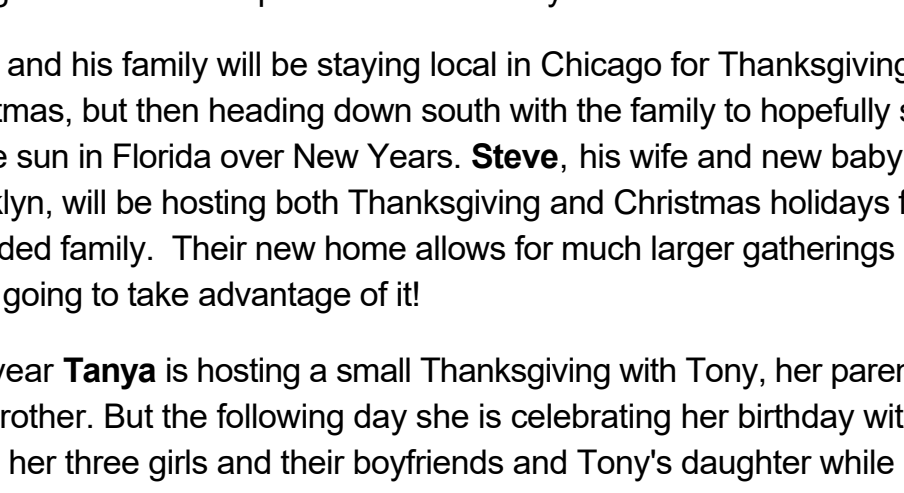 and his family will be staying local in Chicago for Thanksgiving
tmas, but then heading down south with the family to hopefully
sun in Florida over New Years. Steve, his wife and new baby
klyn, will be hosting both Thanksgiving and Christmas holidays
ded family. Their new home allows for much larger gatherings
going to take advantage of it!
year Tanya is hosting a small Thanksgiving with Tony, her paren
rother. But the following day she is celebrating her birthday wit
her three girls and their boyfriends and Tony's daughter while